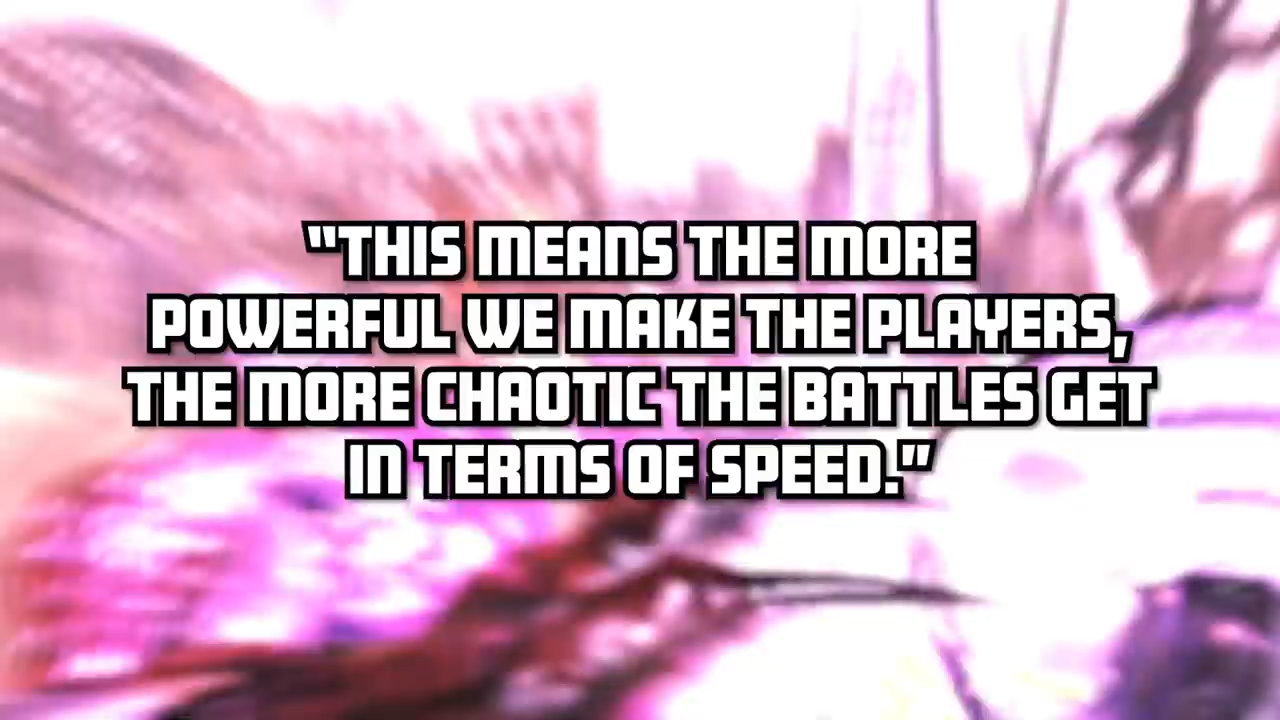 "THIS MEANS THE MORE
POWERFUL WE MAKE THE PLAYERS,
THE MORE CHAOTIC THE BATTLES GET
IN TERMS OF SPEED."